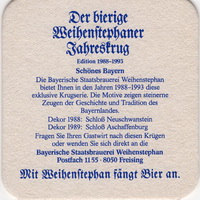 Der bierige
Weihenstephaner
Jahreskrug
Edition 1988-1993
Schönes Bayern
Die Bayerische Staatsbrauerei Weihenstephan
bietet Ihnen in den Jahren 1988-1993 diese
exklusive Krugserie. Die Motive zeigen steinerne
Zeugen der Geschichte und Tradition des
Bayernlandes.
Dekor 1988: Schloß Neuschwanstein
Dekor 1989: Schloß Aschaffenburg
Fragen Sie Ihren Gastwirt nach diesen Krügen
oder wenden Sie sich direkt an die
Bayerische Staatsbrauerei Weihenstephan
Postfach 1155 · 8050 Freising
Mit Weihenstephan fängt Bier an.